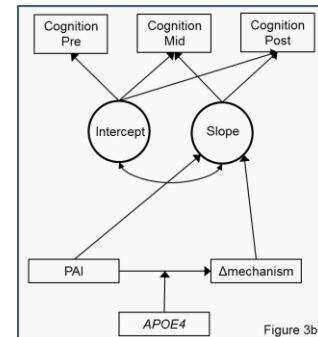 Cognition
Pre
Cognition
Mid
Cognition
Post
Intercept
Slope
PAI
Δmechanism
APOE4
Figure 3b